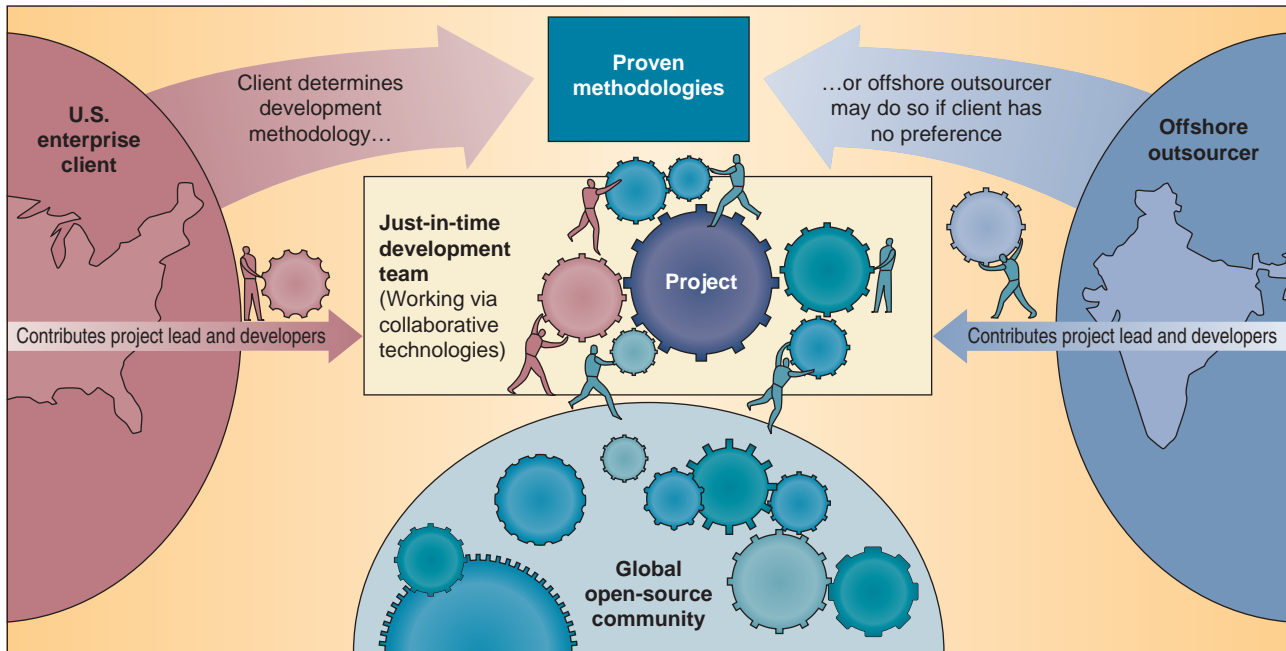 Proven
methodologies
Client determines
development
methodology…
…or offshore outsourcer
may do so if client has
no preference
U.S.
enterprise
client
Offshore
outsourcer
Just-in-time
development
team
(Working via
collaborative
technologies)
Project
Contributes project lead and developers
Contributes project lead and developers
Global
open-source
community